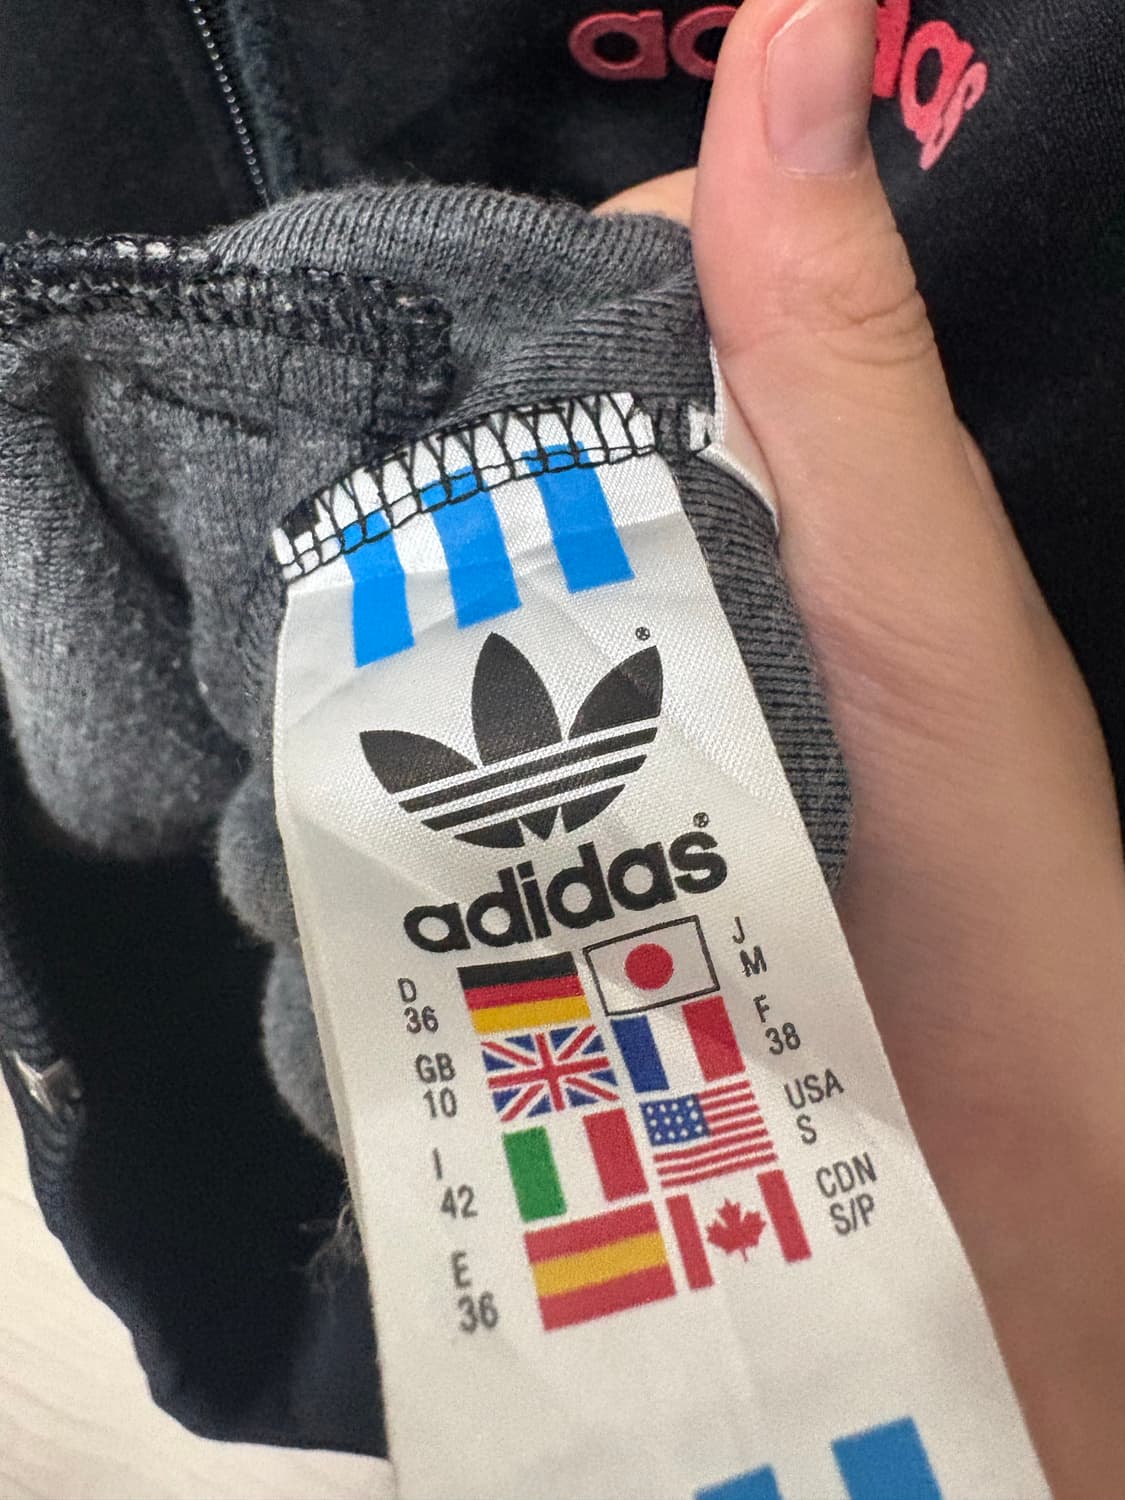 adidas
®
adidas®
D
36
J
M
GB
10
F
38
I
42
USA
S
E
36
CDN
S/P